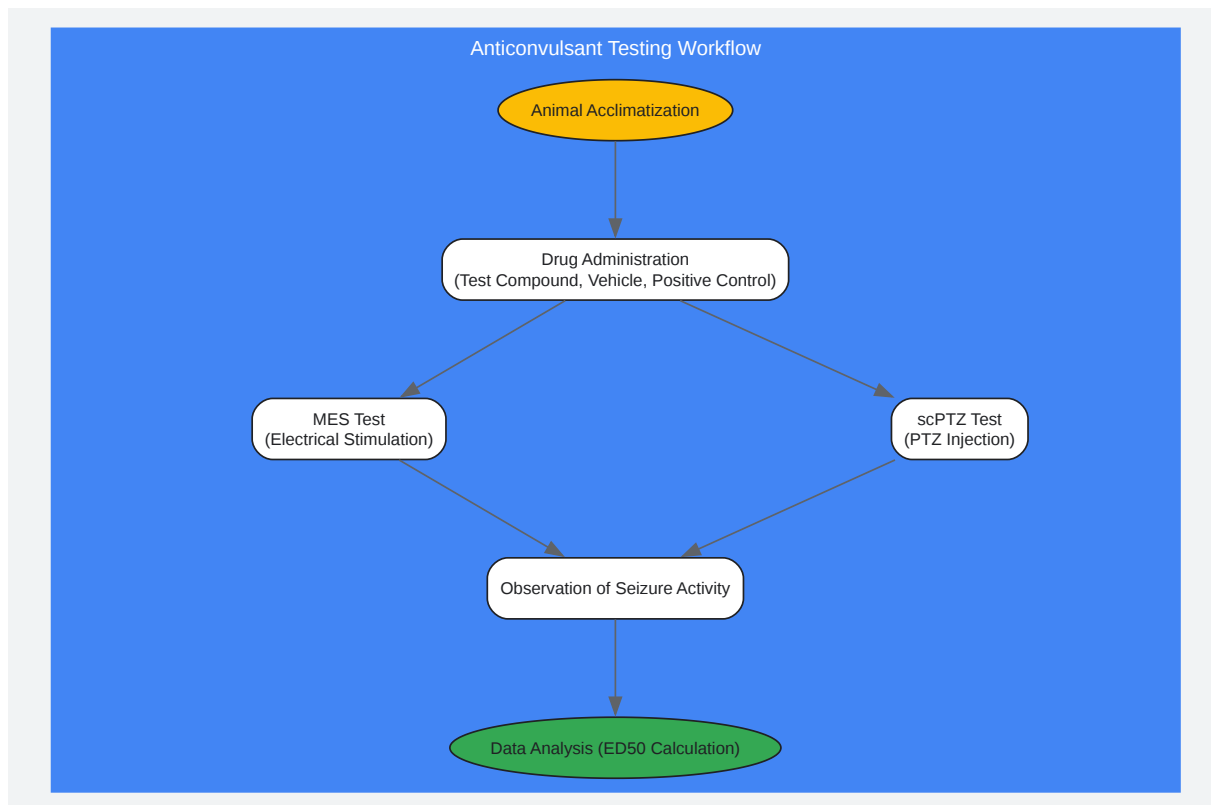 Anticonvulsant Testing Workflow
Animal Acclimatization
Drug Administration
(Test Compound, Vehicle, Positive Control)
MES Test
(Electrical Stimulation)
scPTZ Test
(PTZ Injection)
Observation of Seizure Activity
Data Analysis (ED50 Calculation)